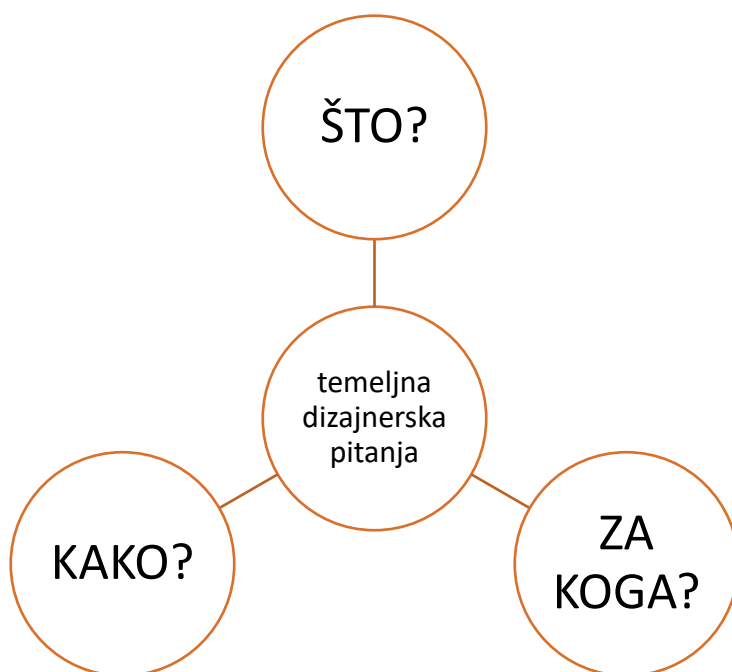 ŠTO?
temeljna
dizajnerska
pitanja
KAKO?
ZA
KOGA?